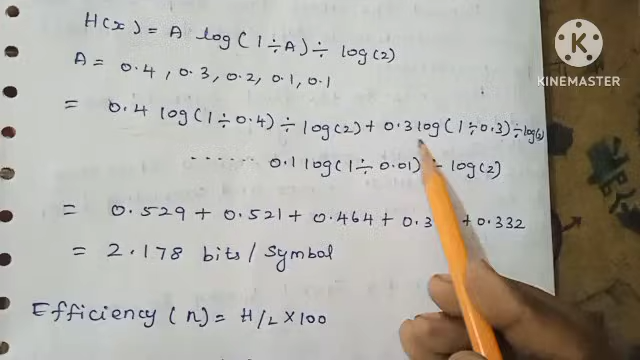 H(x) = A log(1÷A) ÷ log(2)
A = 0.4, 0.3, 0.2, 0.1, 0.1
= 0.4 log(1÷0.4) ÷ log(2) + 0.3 log(1÷0.3) ÷ log(2)
...... 0.1 log(1÷0.01) ÷ log(2)
= 0.529 + 0.521 + 0.464 + 0.3 + 0.332
= 2.178 bits/Symbol
Efficiency (η) = H/L × 100
KINEMASTER